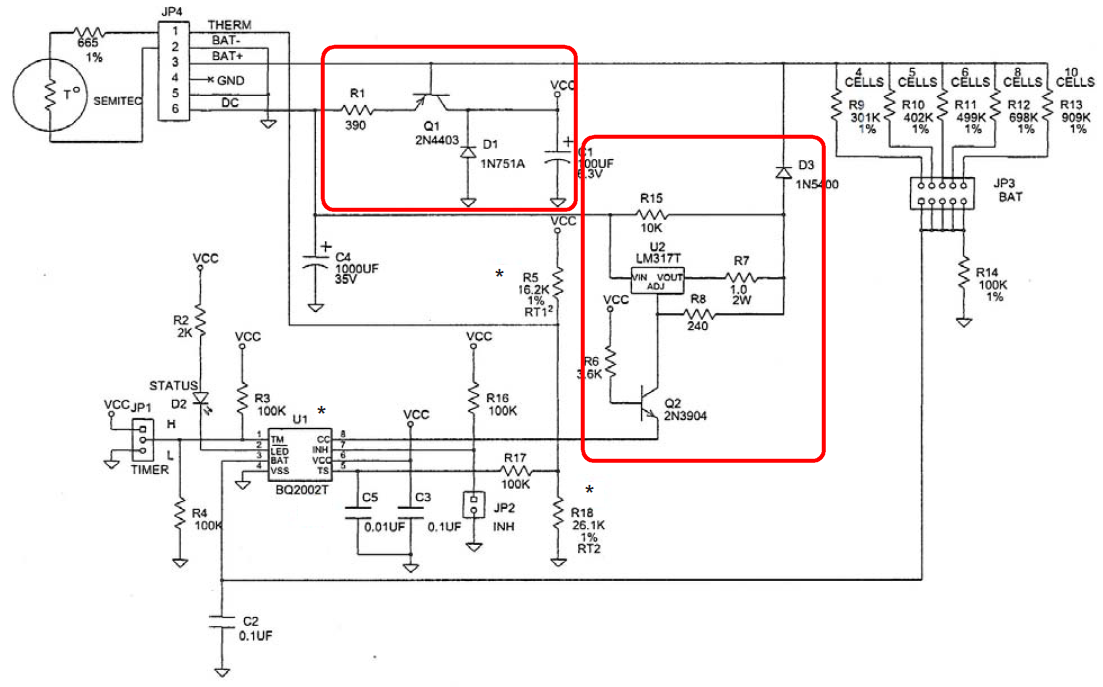 JP4
THERM
BAT-
BAT+
GND
DC
1
2
3
4
5
6
665
1%
T°
SEMITEC
R1
390
Q1
2N4403
D1
1N751A
VCC
+
C1
100UF
6.3V
4
CELLS
5
CELLS
6
CELLS
8
CELLS
10
CELLS
R9
301K
1%
R10
402K
1%
R11
499K
1%
R12
698K
1%
R13
909K
1%
JP3
BAT
R14
100K
1%
D3
1N5400
R15
10K
U2
LM317T
VIN VOUT
ADJ
R7
1.0
2W
R8
240
VCC
R6
3.6K
Q2
2N3904
+
C4
1000UF
35V
VCC
*
R5
16.2K
1%
RT1²
VCC
R2
2K
STATUS
D2
VCC
R3
100K
VCC
R16
100K
VCC
JP1
H
L
TIMER
R4
100K
U1
*
1
2
3
4
TM
LED
BAT
VSS
CC
INH
VCC
TS
8
7
6
5
BQ2002T
VCC
R17
100K
C5
0.01UF
C3
0.1UF
JP2
INH
*
R18
26.1K
1%
RT2
C2
0.1UF